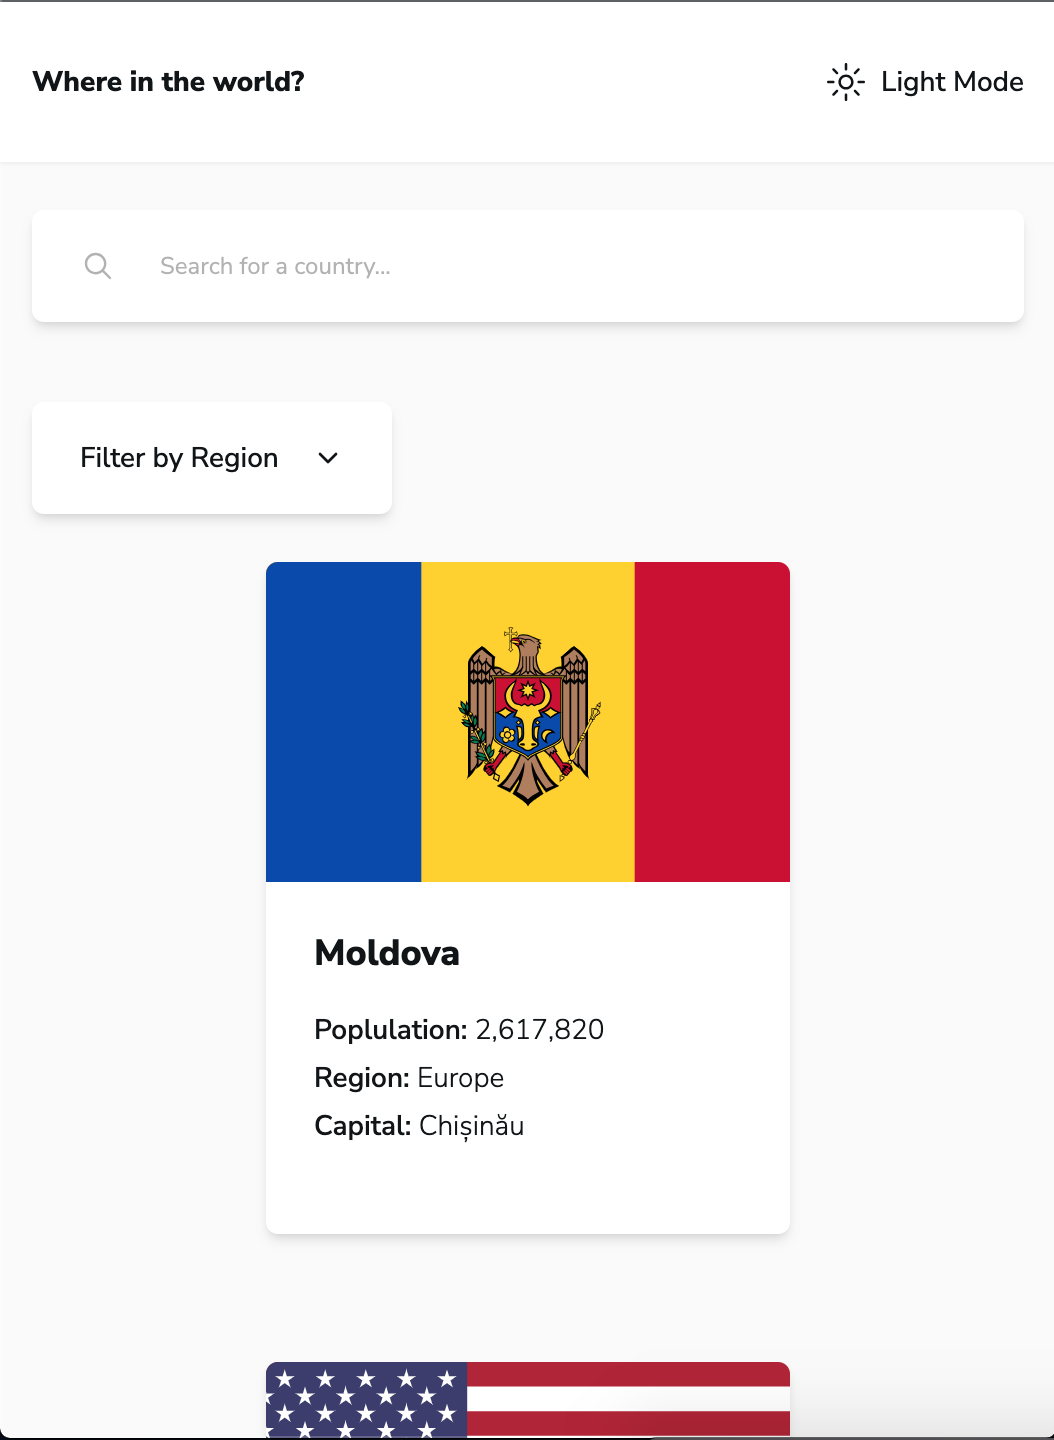 Where in the world?
Light Mode
Search for a country...
Filter by Region
Moldova
Poplulation: 2,617,820
Region: Europe
Capital: Chișinău